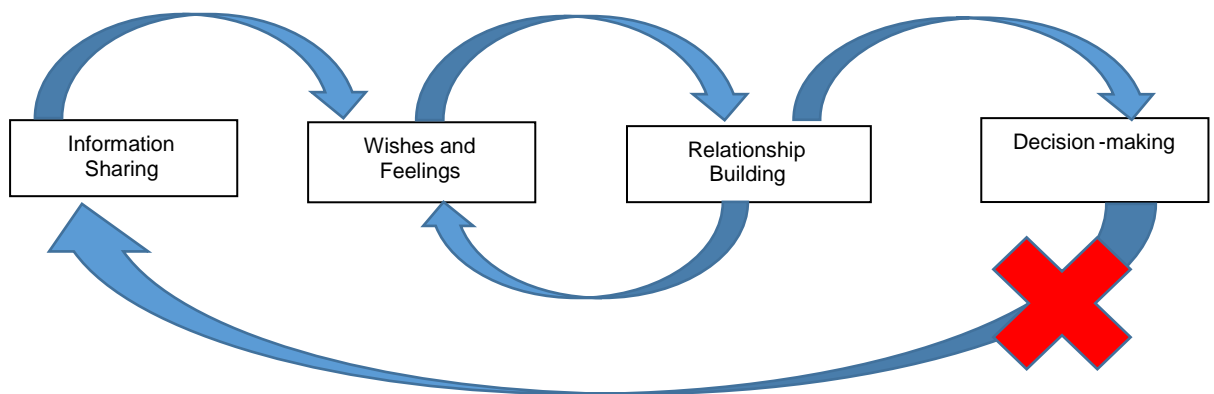 Information
Sharing
Wishes and
Feelings
Relationship
Building
Decision -making